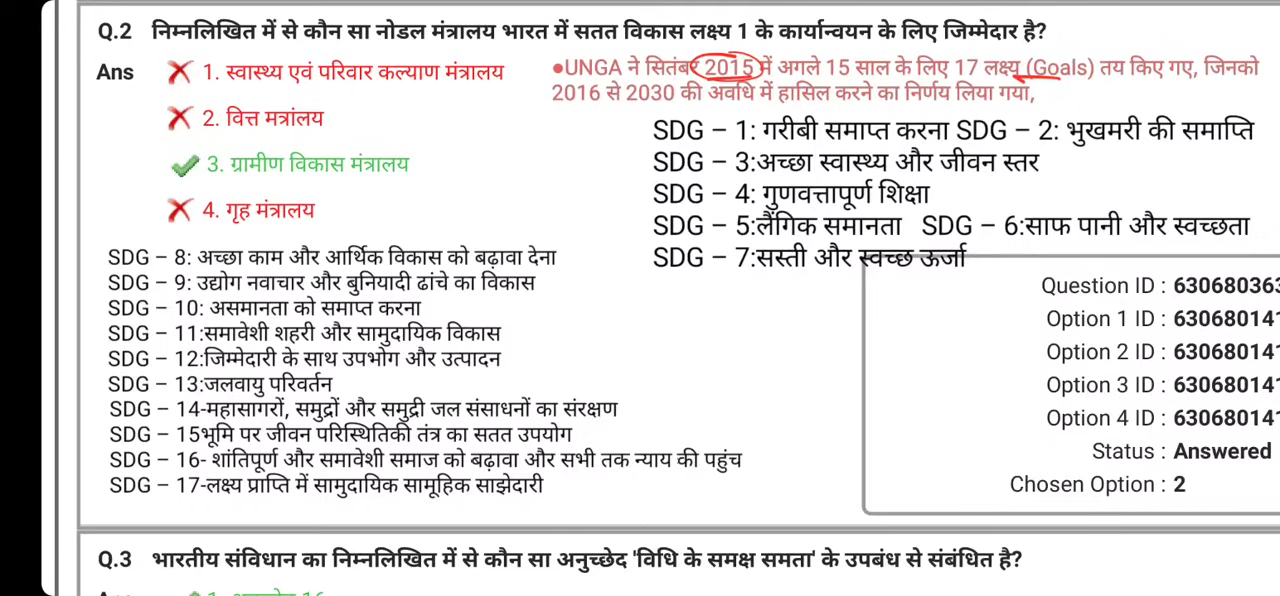 Q.2 निम्नलिखित में से कौन सा नोडल मंत्रालय भारत में सतत विकास लक्ष्य 1 के कार्यान्वयन के लिए जिम्मेदार है?
Ans
1. स्वास्थ्य एवं परिवार कल्याण मंत्रालय
2. वित्त मत्रांलय
3. ग्रामीण विकास मंत्रालय
4. गृह मंत्रालय
●UNGA ने सितंबर 2015 में अगले 15 साल के लिए 17 लक्ष्य (Goals) तय किए गए, जिनको
2016 से 2030 की अवधि में हासिल करने का निर्णय लिया गया,
SDG – 1: गरीबी समाप्त करना SDG – 2: भुखमरी की समाप्ति
SDG – 3:अच्छा स्वास्थ्य और जीवन स्तर
SDG – 4: गुणवत्तापूर्ण शिक्षा
SDG – 5:लैंगिक समानता SDG – 6:साफ पानी और स्वच्छता
SDG – 7:सस्ती और स्वच्छ ऊर्जा
SDG – 8: अच्छा काम और आर्थिक विकास को बढ़ावा देना
SDG – 9: उद्योग नवाचार और बुनियादी ढांचे का विकास
SDG – 10: असमानता को समाप्त करना
SDG – 11:समावेशी शहरी और सामुदायिक विकास
SDG – 12:जिम्मेदारी के साथ उपभोग और उत्पादन
SDG – 13:जलवायु परिवर्तन
SDG – 14-महासागरों, समुद्रों और समुद्री जल संसाधनों का संरक्षण
SDG – 15भूमि पर जीवन परिस्थितिकी तंत्र का सतत उपयोग
SDG – 16- शांतिपूर्ण और समावेशी समाज को बढ़ावा और सभी तक न्याय की पहुंच
SDG – 17-लक्ष्य प्राप्ति में सामुदायिक सामूहिक साझेदारी
Question ID : 630680363
Option 1 ID : 63068014
Option 2 ID : 63068014
Option 3 ID : 63068014
Option 4 ID : 63068014
Status : Answered
Chosen Option : 2
Q.3 भारतीय संविधान का निम्नलिखित में से कौन सा अनुच्छेद 'विधि के समक्ष समता' के उपबंध से संबंधित है?